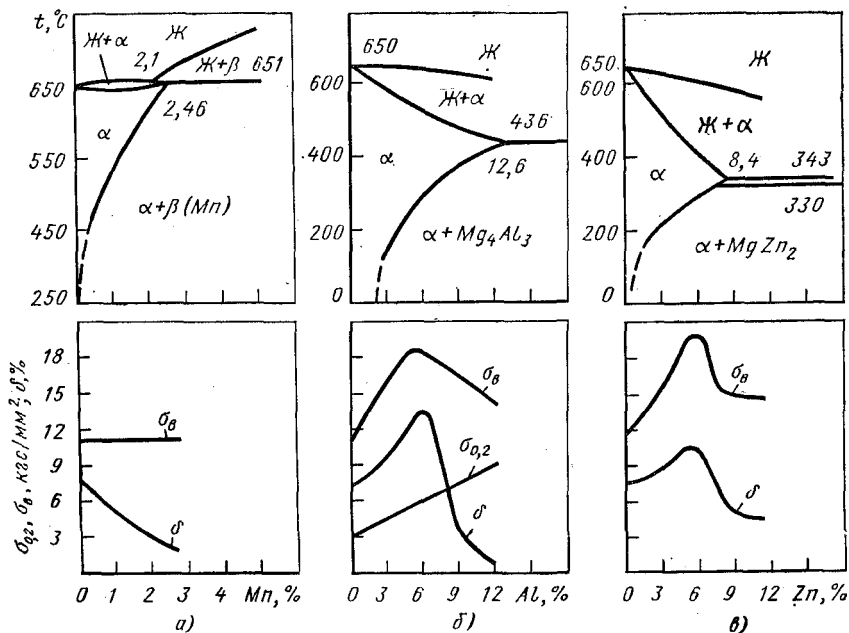 t,°C
Ж+α
2,1
Ж
Ж+β
651
650
2,46
α
550
α+β(Mn)
450
250
650
Ж
600
Ж+α
436
400
α
12,6
200
α+Mg₄Al₃
0
650
600
Ж
Ж+α
400
8,4
343
α
330
200
α+MgZn₂
0
σ₀,₂, σв, кгс/мм²; δ,%
18
15
11
9
6
3
σв
δ
σв
σ₀,₂
δ
σв
δ
0 1 2 3 4 Mn,%
а)
0 3 6 9 12 Al,%
б)
0 3 6 9 12 Zn,%
в)